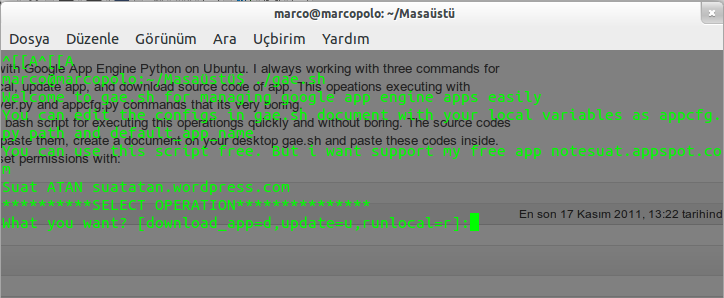 marco@marcopolo: ~/Masaüstü
Dosya Düzenle Görünüm Ara Uçbirim Yardım
^[[A^[[A
with Google App Engine Python on Ubuntu. I always working with three commands for
marco@marcopolo:~/Masaüstü$ ./gae.sh
cal, update app, and download source code of app. This opeations executing with
Welcome to gae.sh for managing google app engine apps easily
ver.py and appcfg.py commands that its very boring.
You can edit the configs in gae.sh document with your local variables as appcfg.
bash script for executing this operationgs quickly and without boring. The source codes
py path and default app name
paste them, create a document on your desktop gae.sh and paste these codes inside.
You can use this script free. But i want support my free app notesuat.appspot.co
set permissions with:
m
Suat ATAN suatatan.wordpress.com
**********SELECT OPERATION***************
En son 17 Kasım 2011, 13:22 tarihind
What you want? [download_app=d,update=u,runlocal=r]: